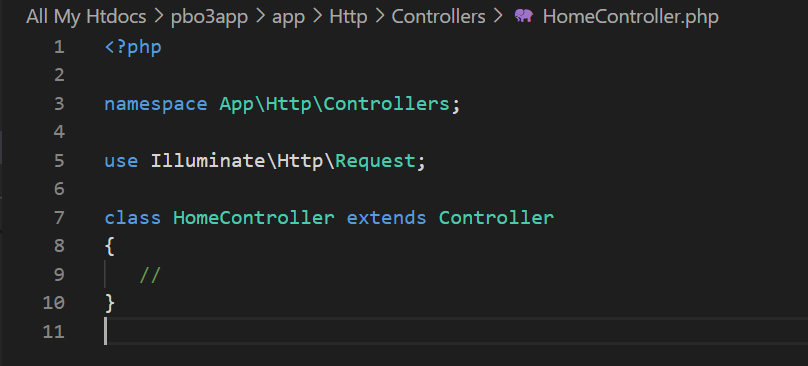 All My Htdocs > pbo3app > app > Http > Controllers > HomeController.php
1 <?php
2
3 namespace App\Http\Controllers;
4
5 use Illuminate\Http\Request;
6
7 class HomeController extends Controller
8 {
9 //
10 }
11